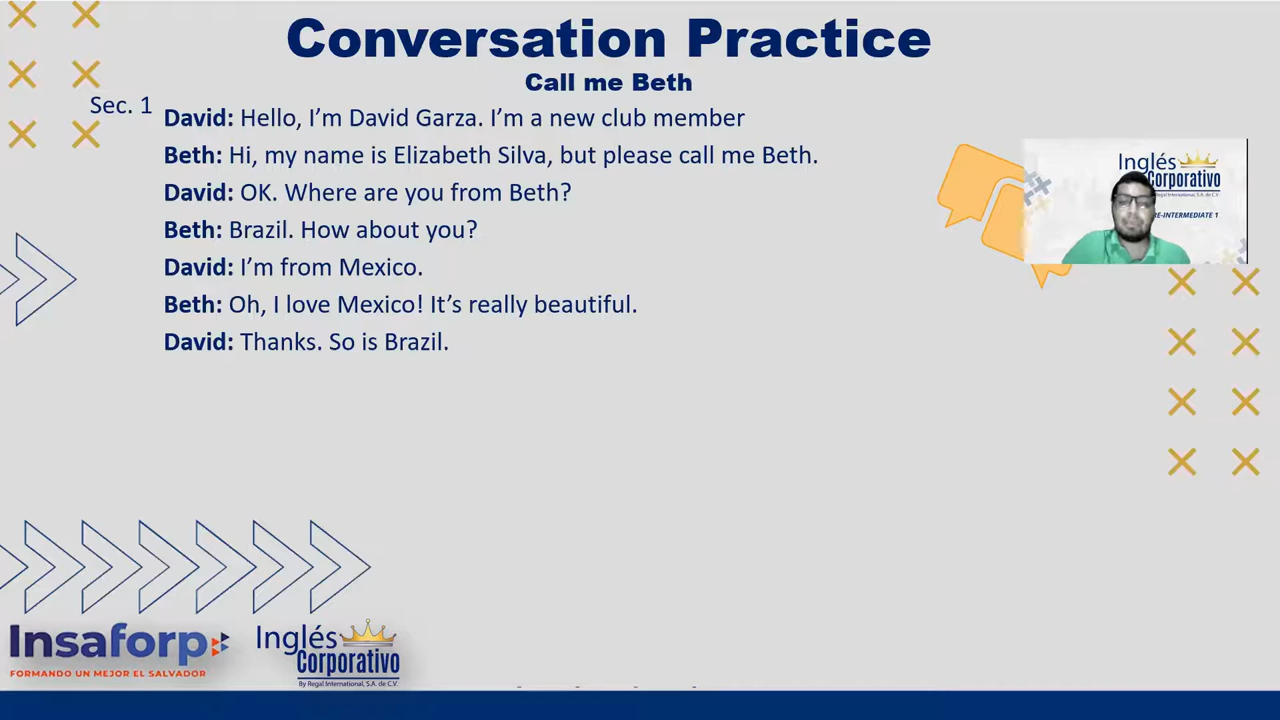 Conversation Practice
Call me Beth
Sec. 1
David: Hello, I’m David Garza. I’m a new club member
Beth: Hi, my name is Elizabeth Silva, but please call me Beth.
David: OK. Where are you from Beth?
Beth: Brazil. How about you?
David: I’m from Mexico.
Beth: Oh, I love Mexico! It’s really beautiful.
David: Thanks. So is Brazil.
Inglés
Corporativo
RE-INTERMEDIATE 1
Insaforp
FORMANDO UN MEJOR EL SALVADOR
Inglés
Corporativo
By Regal International, S.A. de C.V.